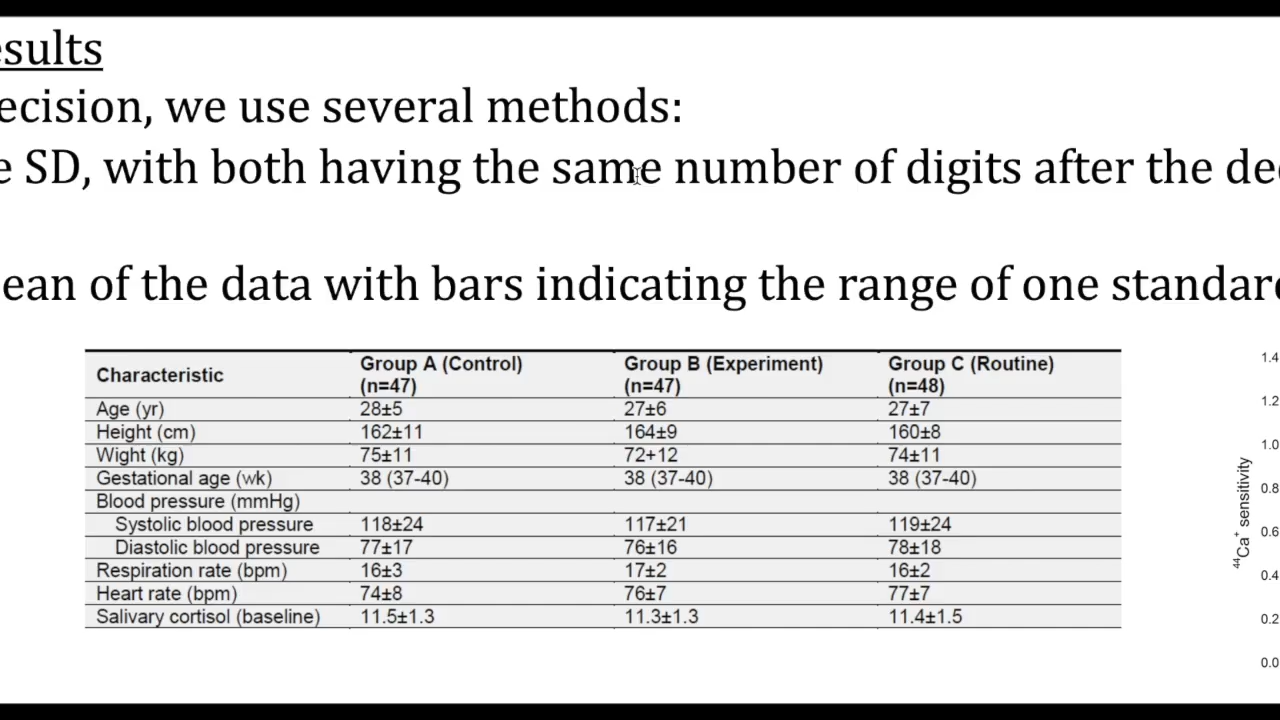 esults
ecision, we use several methods:
e SD, with both having the same number of digits after the de
ean of the data with bars indicating the range of one standar
Characteristic Group A (Control) (n=47) Group B (Experiment) (n=47) Group C (Routine) (n=48)
Age (yr) 28±5 27±6 27±7
Height (cm) 162±11 164±9 160±8
Wight (kg) 75±11 72+12 74±11
Gestational age (wk) 38 (37-40) 38 (37-40) 38 (37-40)
Blood pressure (mmHg)
Systolic blood pressure 118±24 117±21 119±24
Diastolic blood pressure 77±17 76±16 78±18
Respiration rate (bpm) 16±3 17±2 16±2
Heart rate (bpm) 74±8 76±7 77±7
Salivary cortisol (baseline) 11.5±1.3 11.3±1.3 11.4±1.5
⁴⁴Ca⁺ sensitivity
1.4
1.2
1.0
0.8
0.6
0.4
0.2
0.0